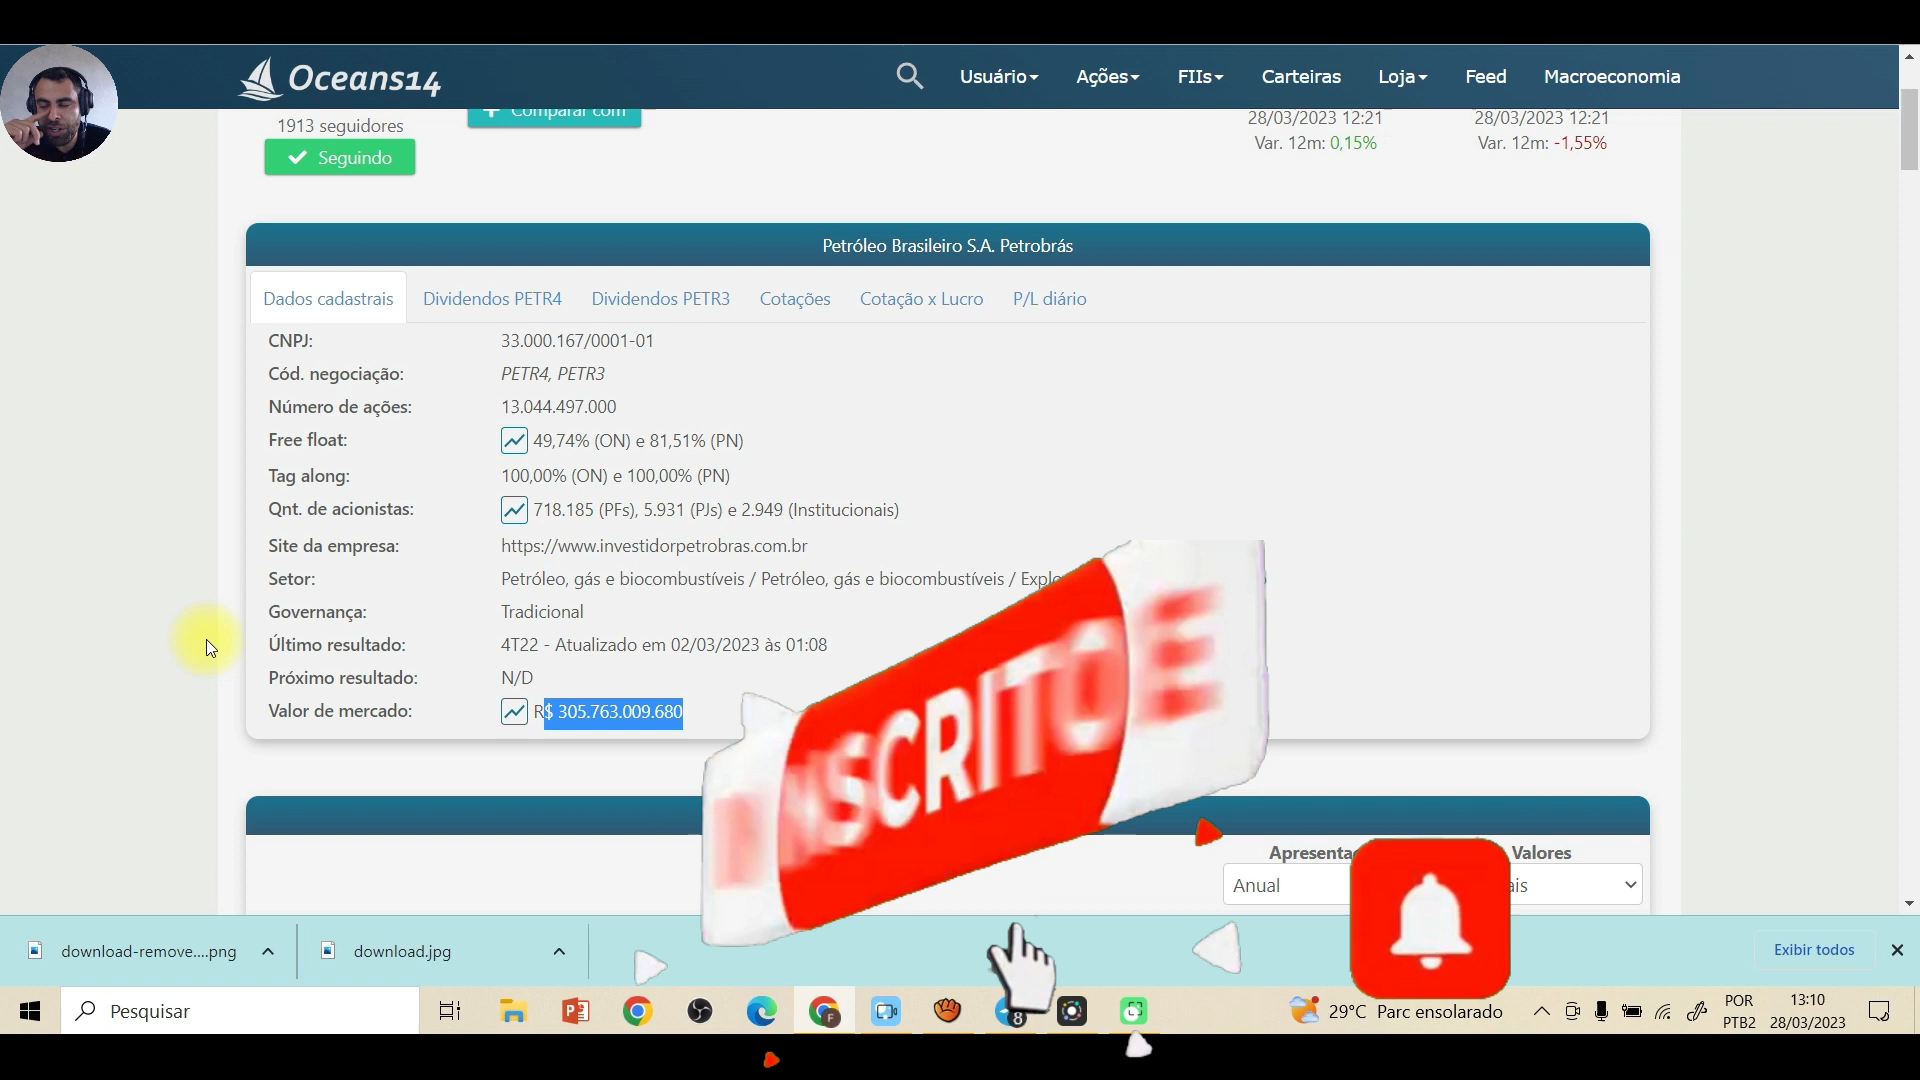 Oceans14
Usuário
Ações
FIIs
Carteiras
Loja
Feed
Macroeconomia
1913 seguidores
Comparar com
Seguindo
28/03/2023 12:21
Var. 12m: 0,15%
28/03/2023 12:21
Var. 12m: -1,55%
Petróleo Brasileiro S.A. Petrobrás
Dados cadastrais
Dividendos PETR4
Dividendos PETR3
Cotações
Cotação x Lucro
P/L diário
CNPJ: 33.000.167/0001-01
Cód. negociação: PETR4, PETR3
Número de ações: 13.044.497.000
Free float: 49,74% (ON) e 81,51% (PN)
Tag along: 100,00% (ON) e 100,00% (PN)
Qnt. de acionistas: 718.185 (PFs), 5.931 (PJs) e 2.949 (Institucionais)
Site da empresa: https://www.investidorpetrobras.com.br
Setor: Petróleo, gás e biocombustíveis / Petróleo, gás e biocombustíveis /
Governança: Tradicional
Último resultado: 4T22 - Atualizado em 02/03/2023 às 01:08
Próximo resultado: N/D
Valor de mercado: R$ 305.763.009.680
Valores
Anual
download-remove....png
download.jpg
Exibir todos
Pesquisar
8
F
29°C Parc ensolarado
POR
PTB2
13:10
28/03/2023